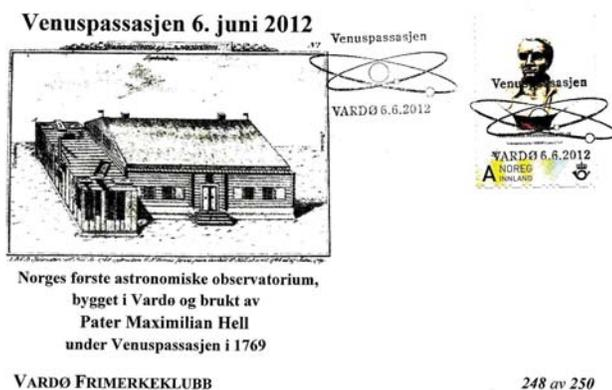 Venuspassasjen 6. juni 2012
Venuspassasjen
VARDØ 6.6.2012
Venuspassasjen
VARDØ 6.6.2012
A NOREG
INNLAND
Norges første astronomiske observatorium,
bygget i Vardø og brukt av
Pater Maximilian Hell
under Venuspassasjen i 1769
VARDØ FRIMERKEKLUBB
248 av 250